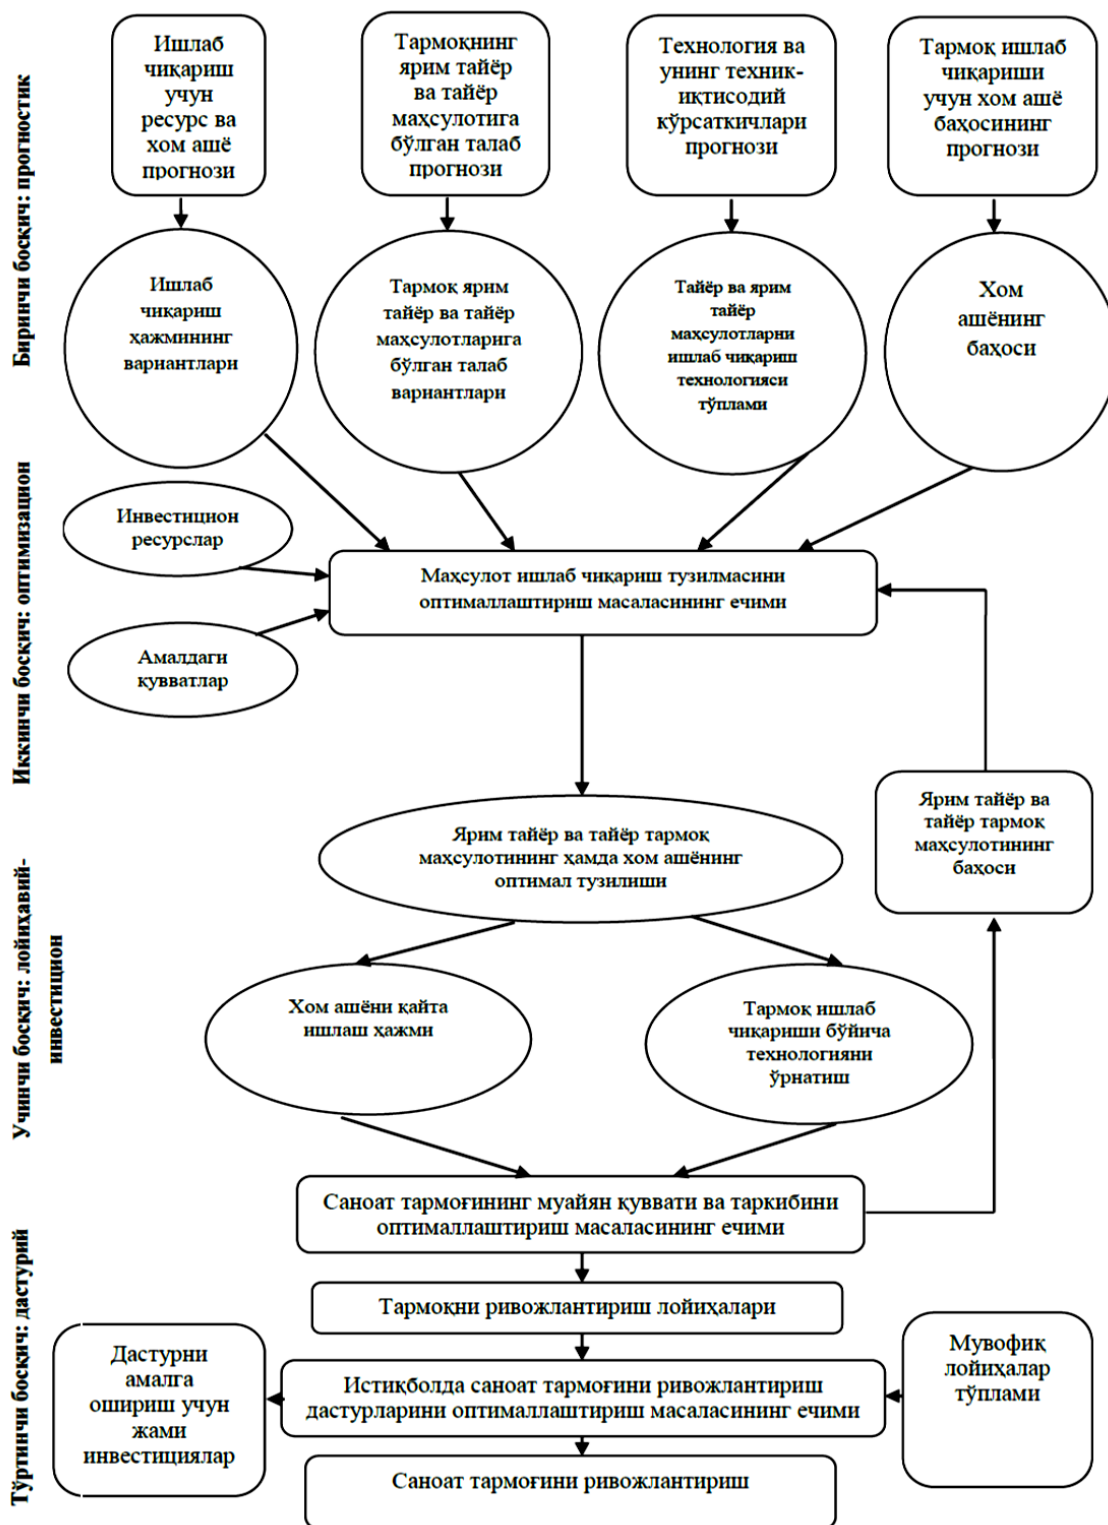 Биринчи босқич: прогностик
Ишлаб
чиқариш
учун
ресурс ва
хом ашё
прогнози
Тармоқнинг
ярим тайёр
ва тайёр
маҳсулотига
бўлган талаб
прогнози
Технология ва
унинг техник-
иқтисодий
кўрсаткичлари
прогнози
Тармоқ ишлаб
чиқариши
учун хом ашё
баҳосининг
прогнози
Ишлаб
чиқариш
ҳажмининг
вариантлари
Тармоқ ярим
тайёр ва тайёр
маҳсулотларига
бўлган талаб
вариантлари
Тайёр ва ярим
тайёр
маҳсулотларни
ишлаб чиқариш
технологияси
тўплами
Хом
ашёнинг
баҳоси
Иккинчи босқич: оптимизацион
Инвестицион
ресурслар
Маҳсулот ишлаб чиқариш тузилмасини
оптималлаштириш масаласининг ечими
Амалдаги
қувватлар
Ярим тайёр ва
тайёр тармоқ
маҳсулотининг
баҳоси
Ярим тайёр ва тайёр тармоқ
маҳсулотининг ҳамда хом ашёнинг
оптимал тузилиши
Учинчи босқич: лойиҳавий-
инвестицион
Хом ашёни қайта
ишлаш ҳажми
Тармоқ ишлаб
чиқариши бўйича
технологияни
ўрнатиш
Саноат тармоғининг муайян қуввати ва таркибини
оптималлаштириш масаласининг ечими
Тўртинчи босқич: дастурий
Тармоқни ривожлантириш лойиҳалари
Дастурни
амалга
ошириш учун
жами
инвестициялар
Истиқболда саноат тармоғини ривожлантириш
дастурларини оптималлаштириш масаласининг ечими
Мувофиқ
лойиҳалар
тўплами
Саноат тармоғини ривожлантириш